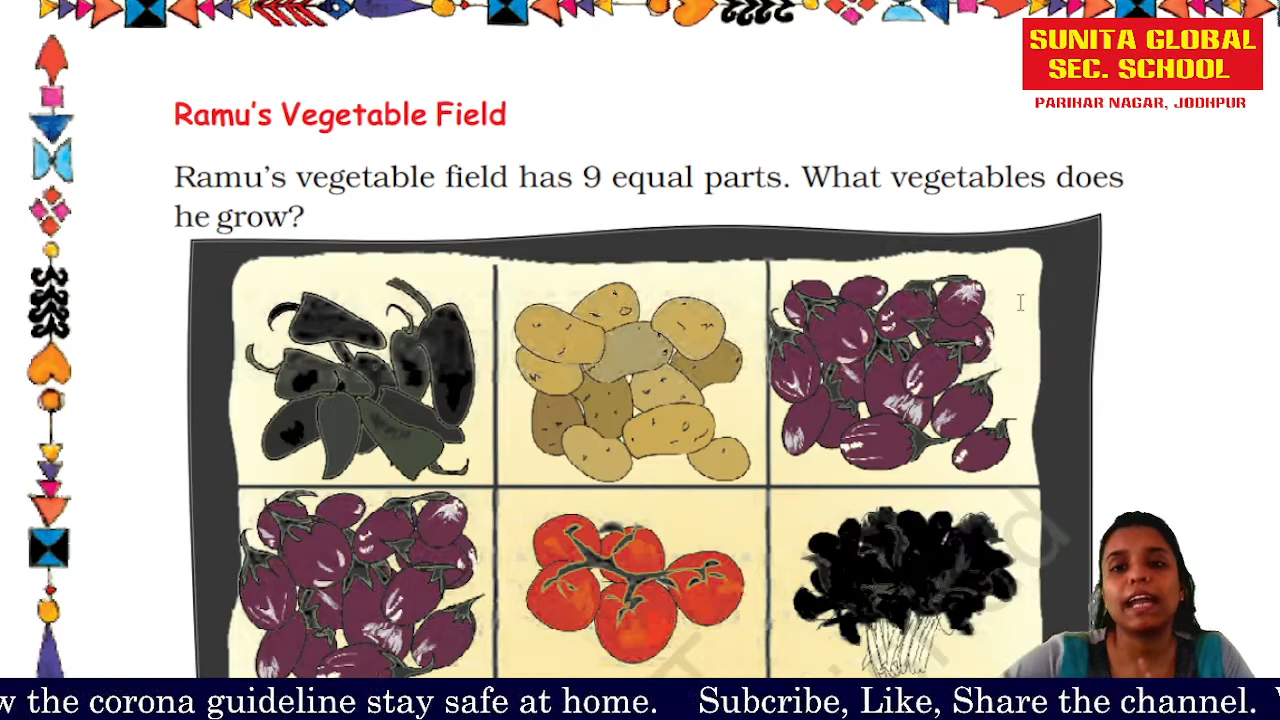 SUNITA GLOBAL
SEC. SCHOOL
PARIHAR NAGAR, JODHPUR
Ramu's Vegetable Field
Ramu's vegetable field has 9 equal parts. What vegetables does
he grow?
w the corona guideline stay safe at home. Subcribe, Like, Share the channel.